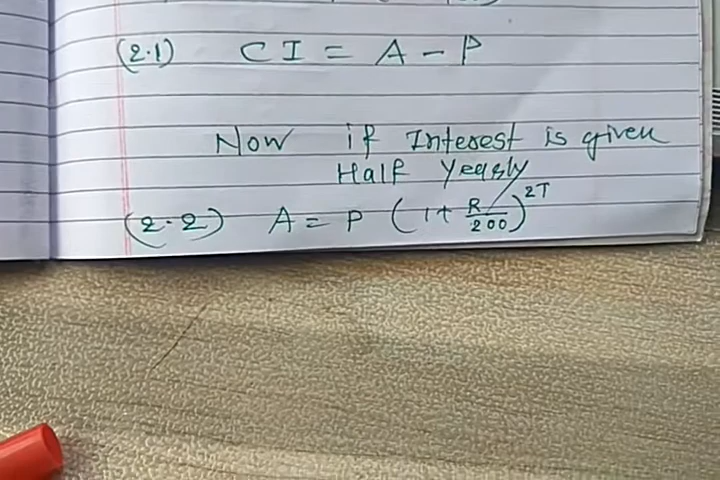 (2.1) CI = A - P
Now if Interest is given
Half Yearly
(2.2) A = P (1+ R/200)^2T